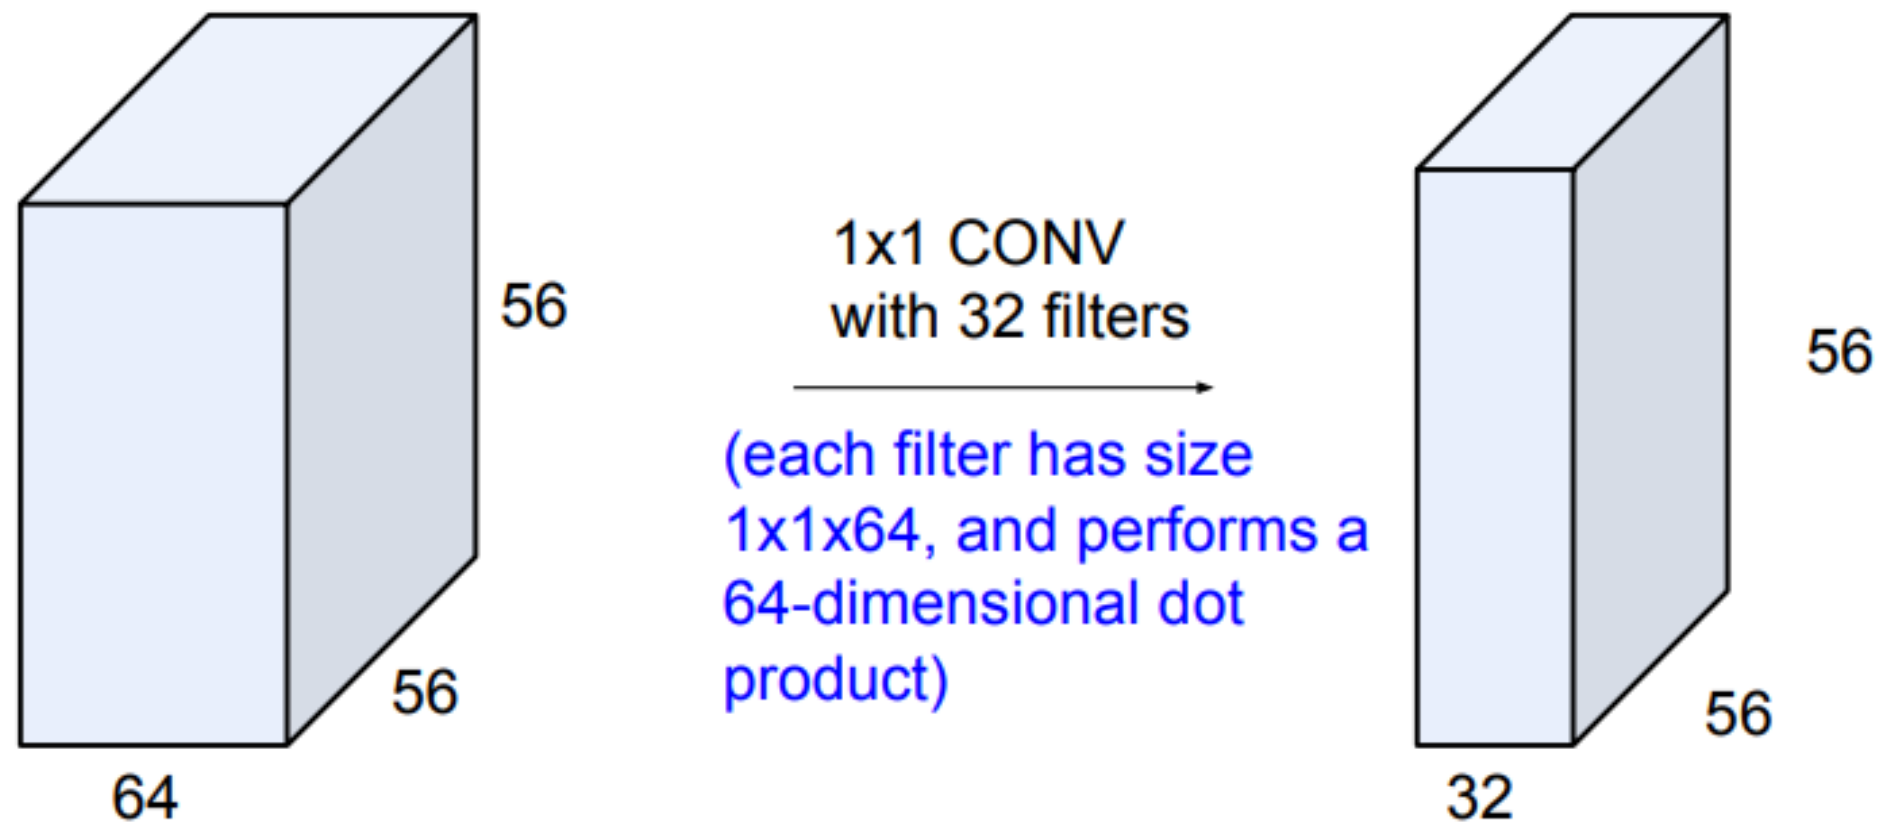 56
56
64
1x1 CONV
with 32 filters
(each filter has size
1x1x64, and performs a
64-dimensional dot
product)
56
56
32